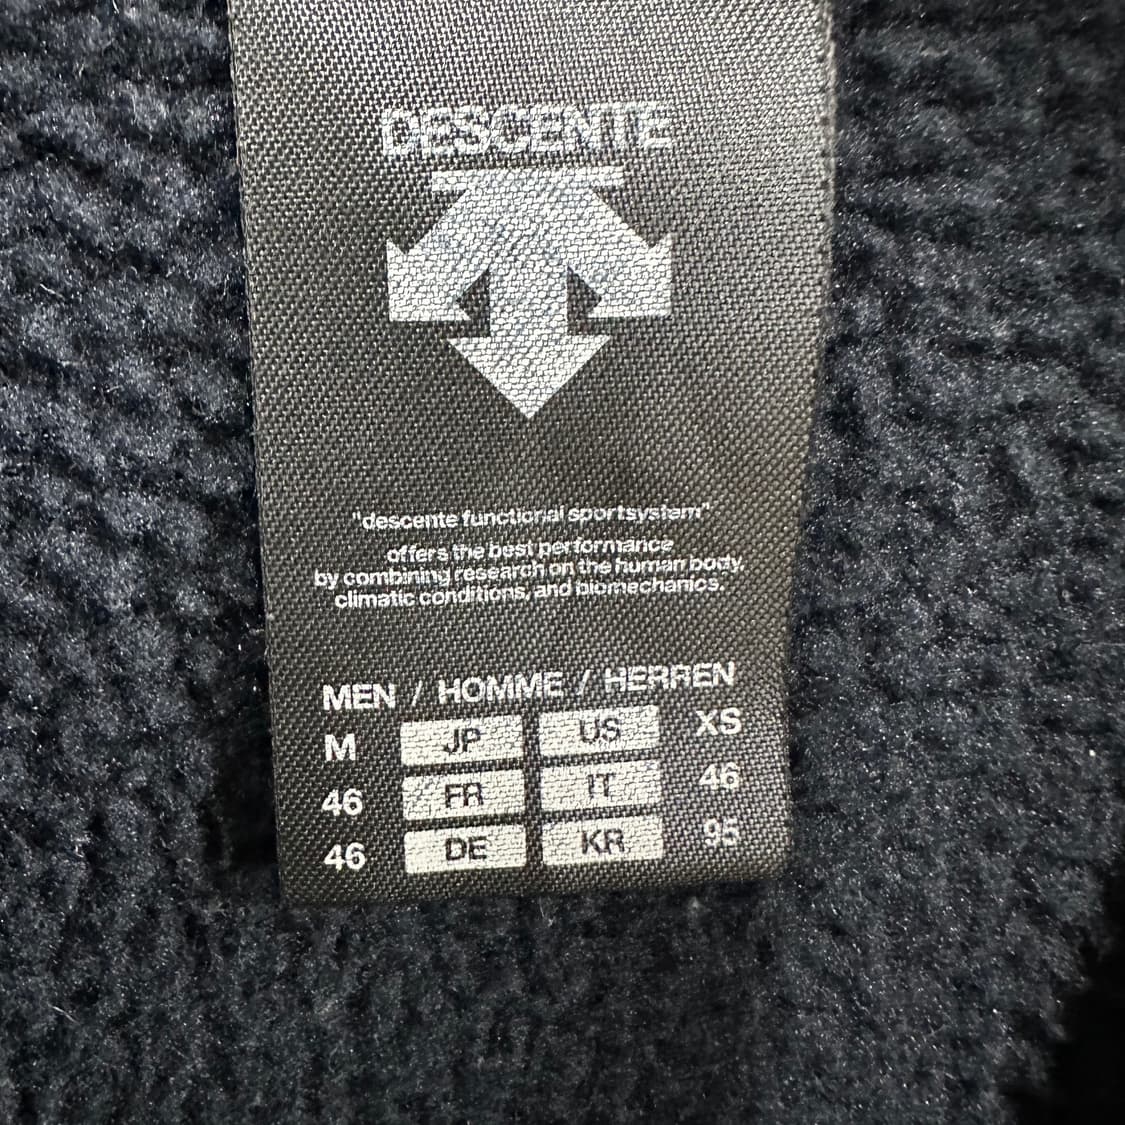 DESCENTE
"descente functional sportsystem"
offers the best performance
by combining research on the human body,
climatic conditions, and biomechanics.
MEN / HOMME / HERREN
M JP US XS
46 FR IT 46
46 DE KR 95